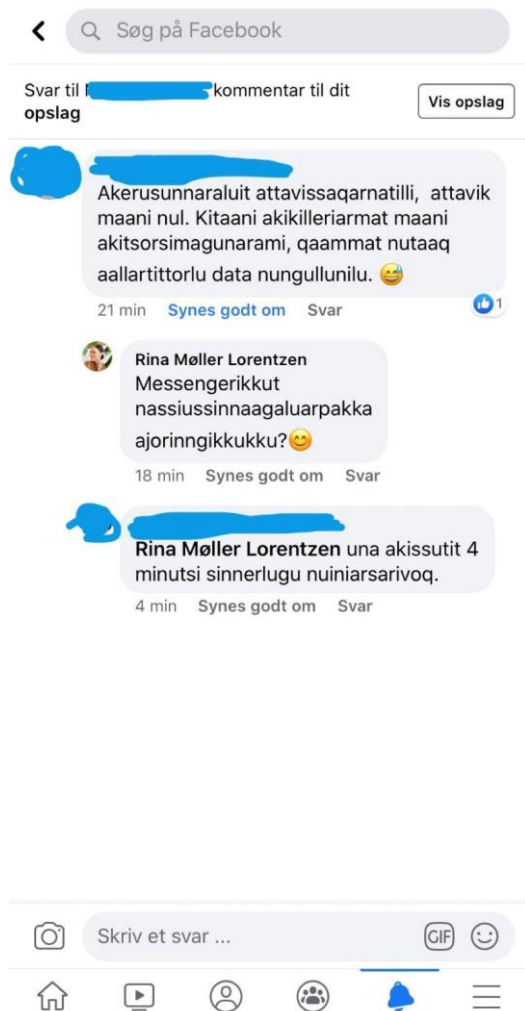 Søg på Facebook
Svar til kommentar til dit
opslag
Vis opslag
Akerusunnaraluit attavissaqarnatilli, attavik
maani nul. Kitaani akikilleriarmat maani
akitsorsimagunarami, qaammat nutaaq
aallartittorlu data nungullunilu. 😅
21 min Synes godt om Svar
1
Rina Møller Lorentzen
Messengerikkut
nassiussinnaagaluarpakka
ajorinngikkukku?😊
18 min Synes godt om Svar
Rina Møller Lorentzen una akissutit 4
minutsi sinnerlugu nuiniarsarivoq.
4 min Synes godt om Svar
Skriv et svar ...
GIF